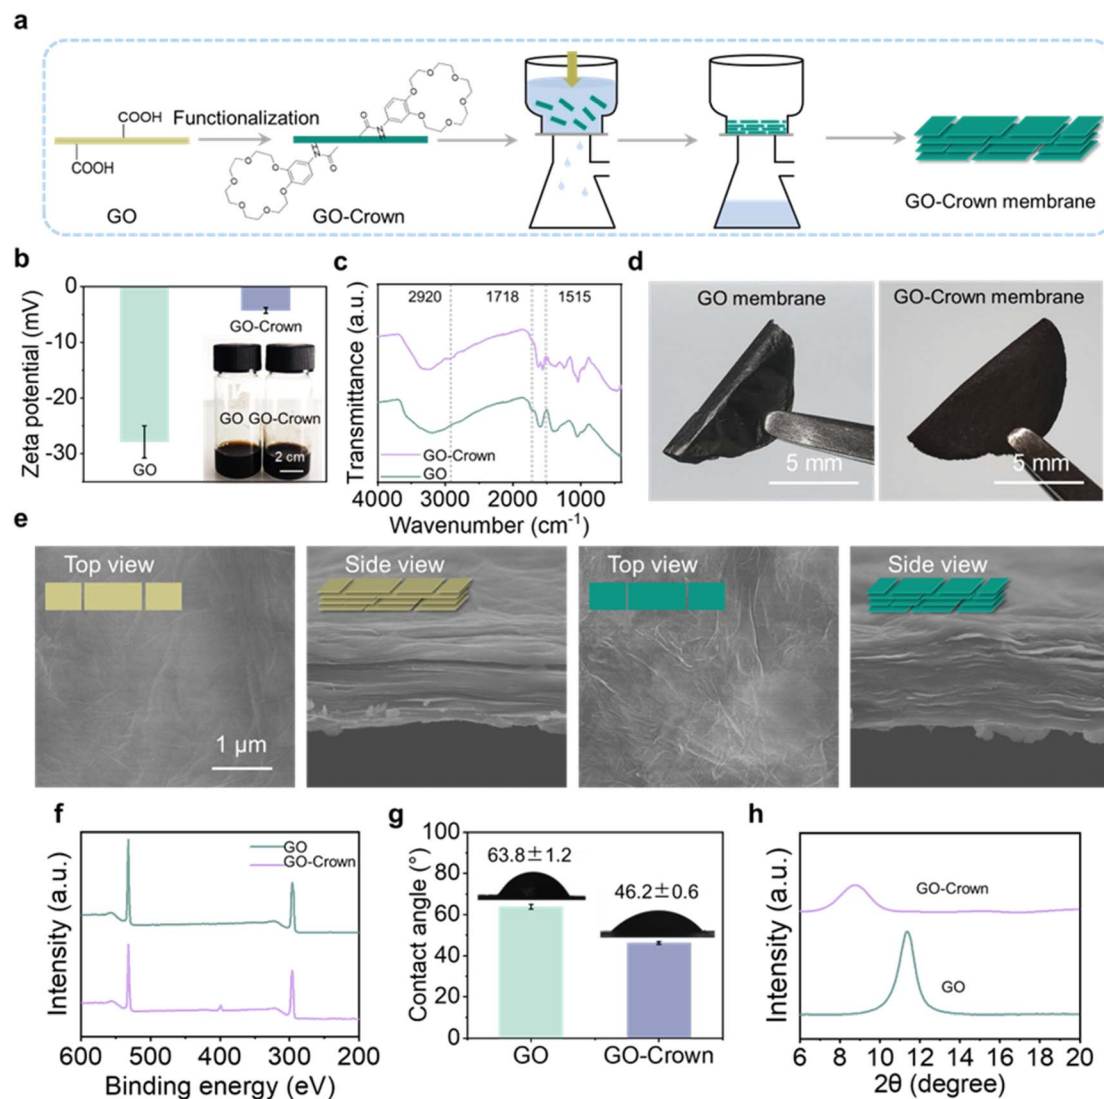 a
COOH
COOH
GO
Functionalization
GO-Crown
GO-Crown membrane
b
Zeta potential (mV)
0
-10
-20
-30
GO
GO-Crown
GO GO-Crown
2 cm
c
Transmittance (a.u.)
2920 1718 1515
GO-Crown
GO
4000 3000 2000 1000
Wavenumber (cm⁻¹)
d
GO membrane
5 mm
GO-Crown membrane
5 mm
e
Top view
1 μm
Side view
Top view
Side view
f
Intensity (a.u.)
GO
GO-Crown
600 500 400 300 200
Binding energy (eV)
g
Contact angle (°)
100
80
60
40
20
0
63.8±1.2
46.2±0.6
GO GO-Crown
h
Intensity (a.u.)
GO-Crown
GO
6 8 10 12 14 16 18 20
2θ (degree)